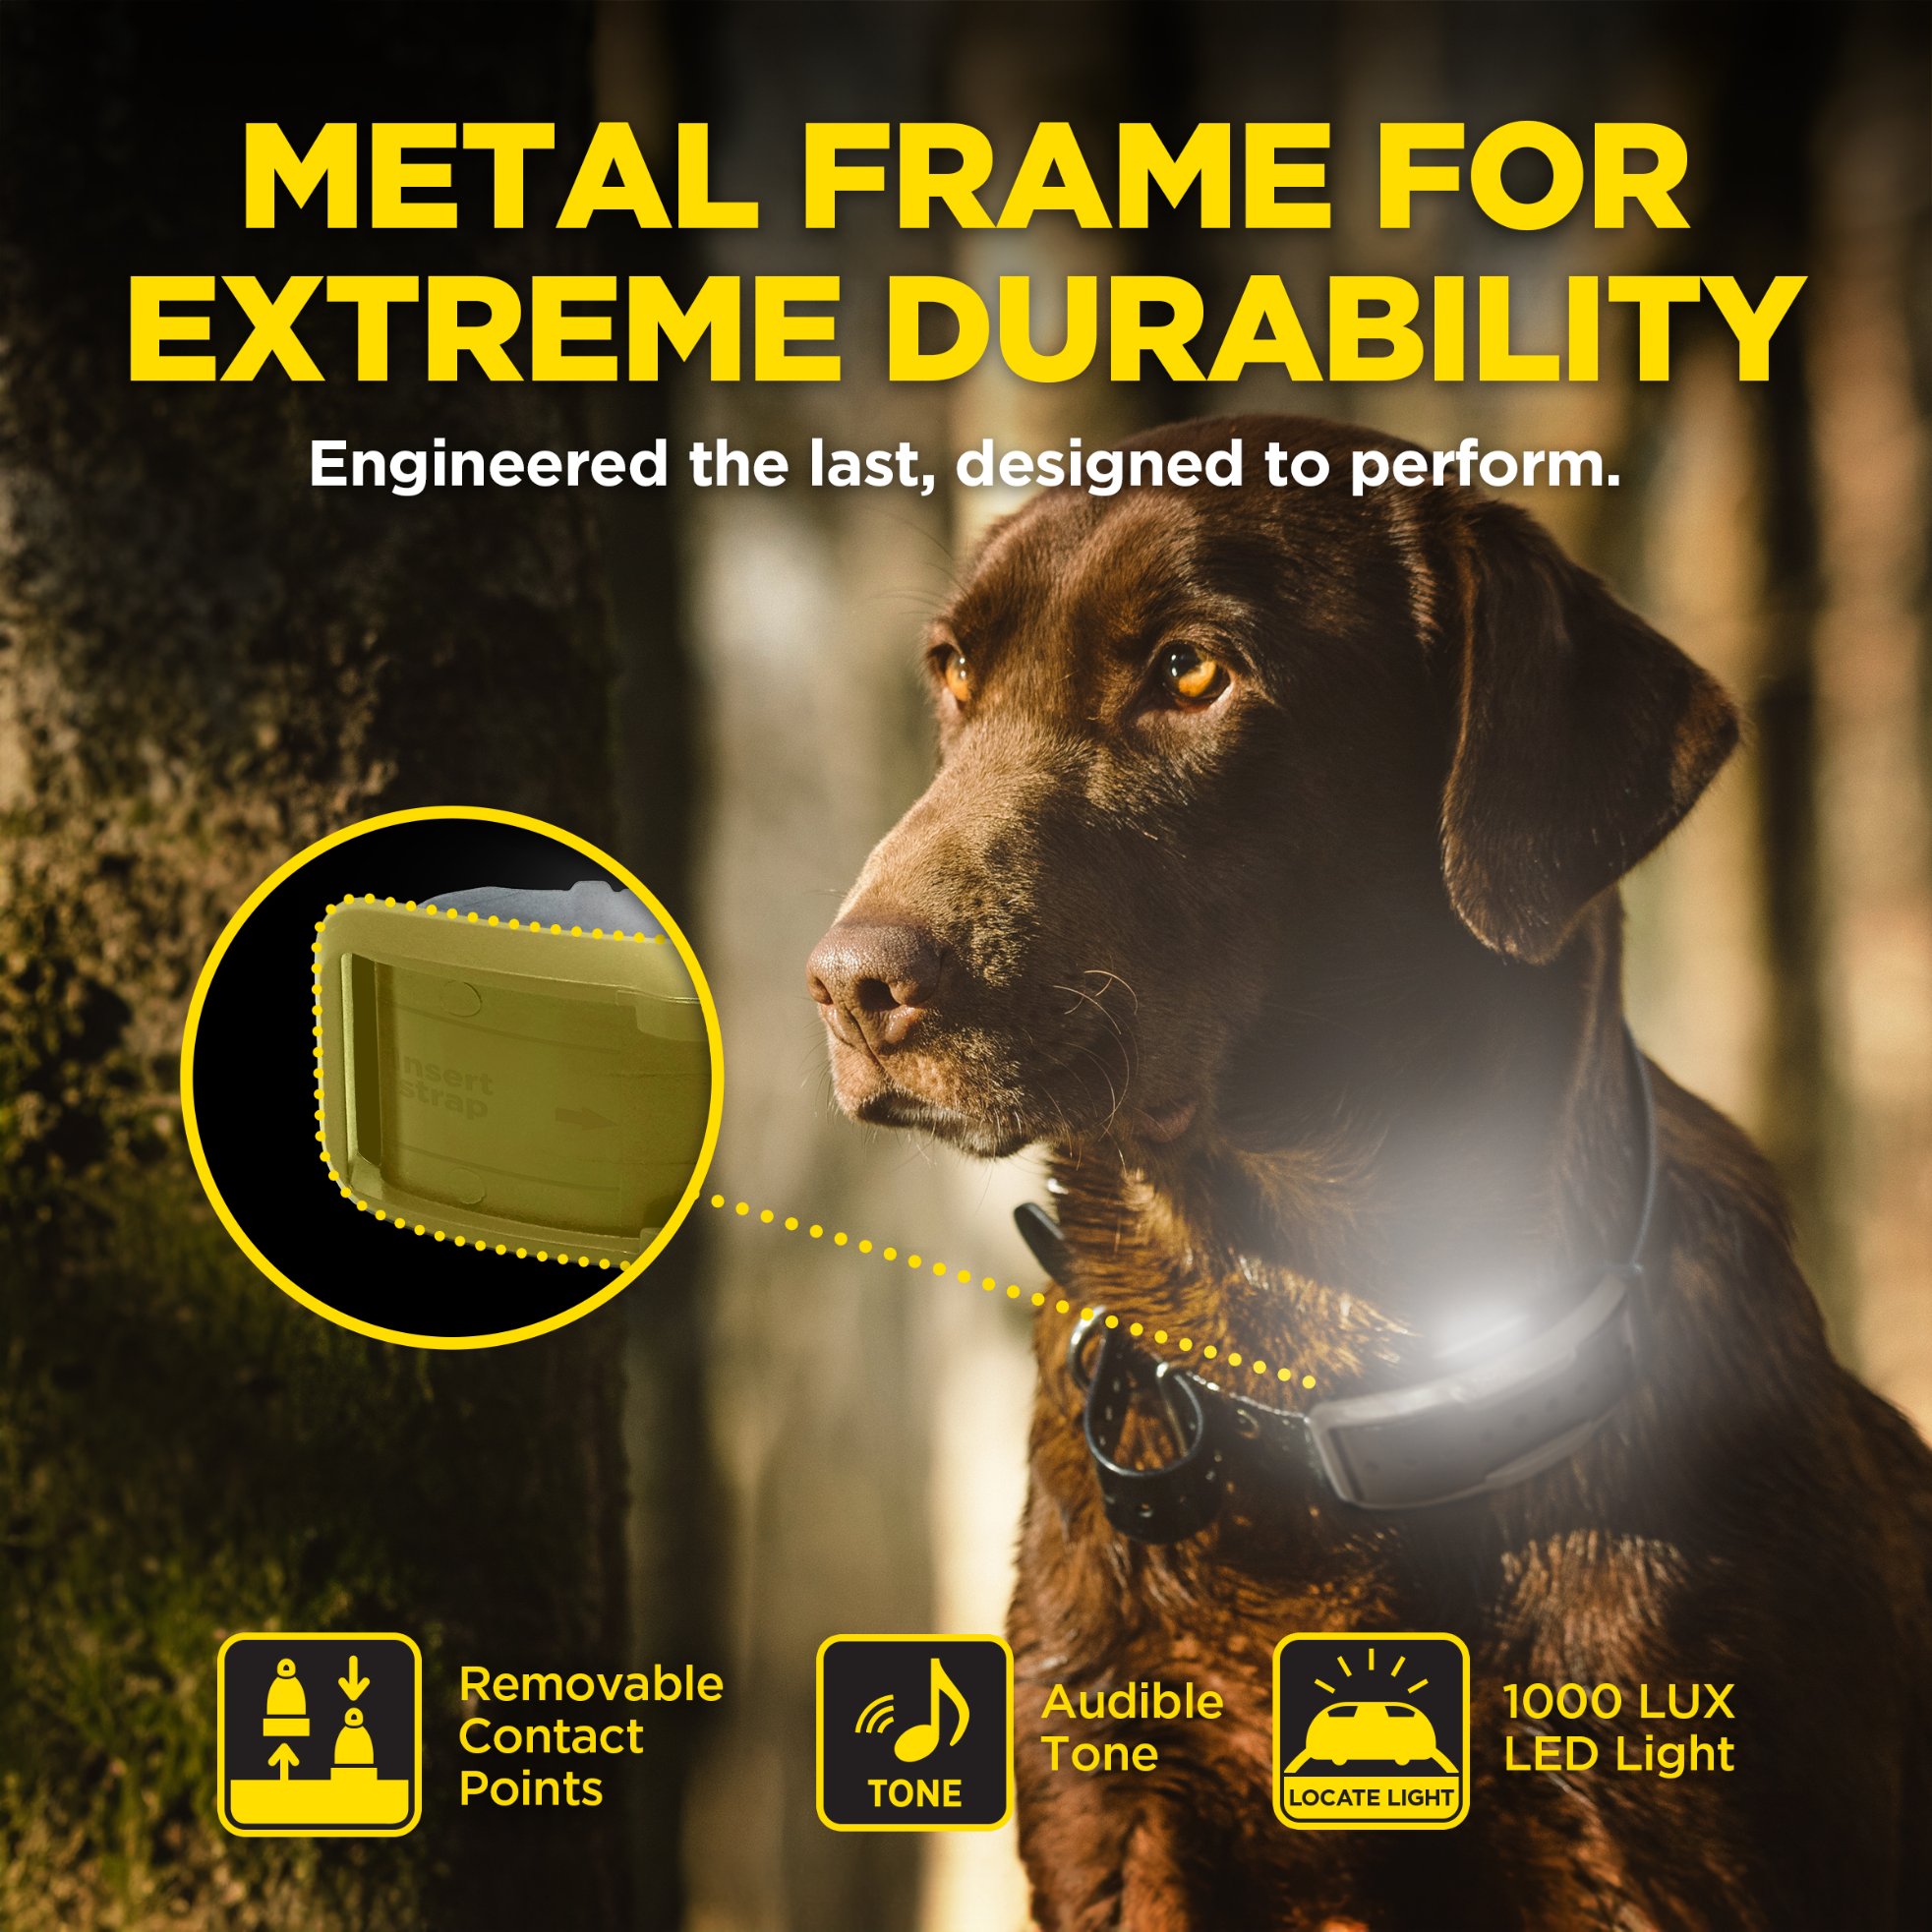 METAL FRAME FOR
EXTREME DURABILITY
Engineered the last, designed to perform.
nsert
strap
Removable
Contact
Points
TONE
Audible
Tone
LOCATE LIGHT
1000 LUX
LED Light